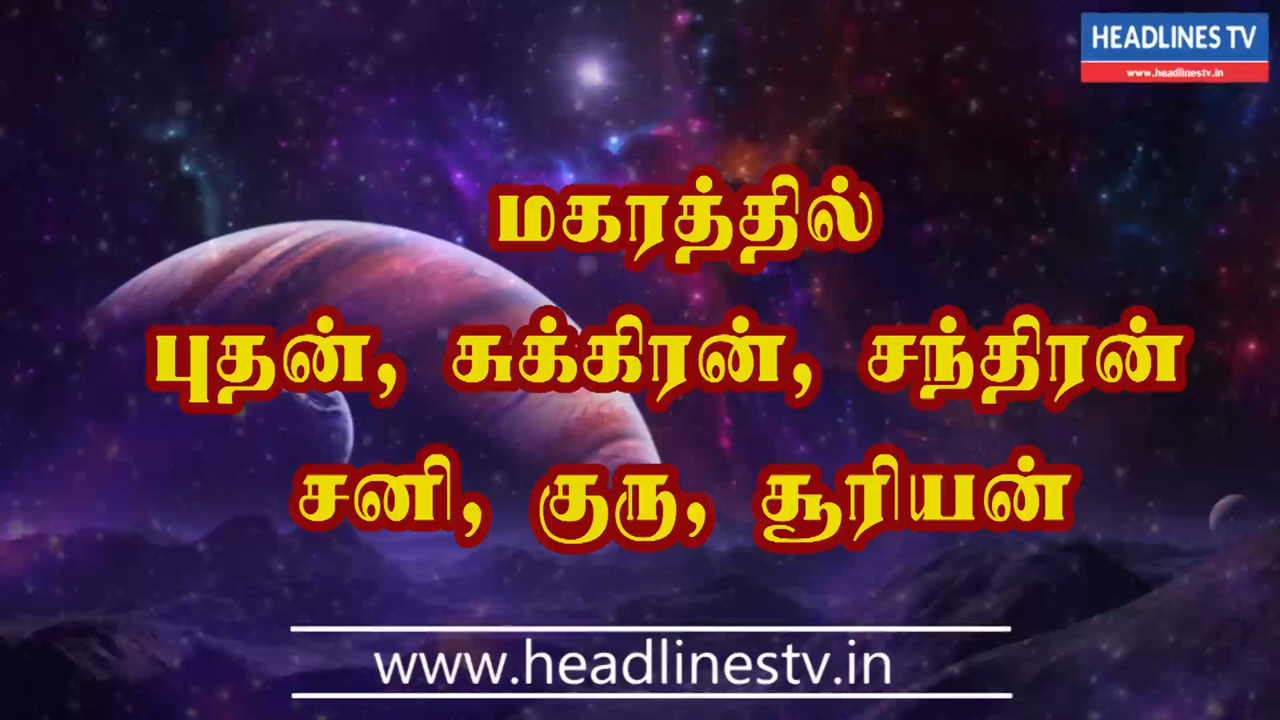 HEADLINES TV
www.headlinestv.in
மகரத்தில்
புதன், சுக்கிரன், சந்திரன்
சனி, குரு, சூரியன்
www.headlinestv.in